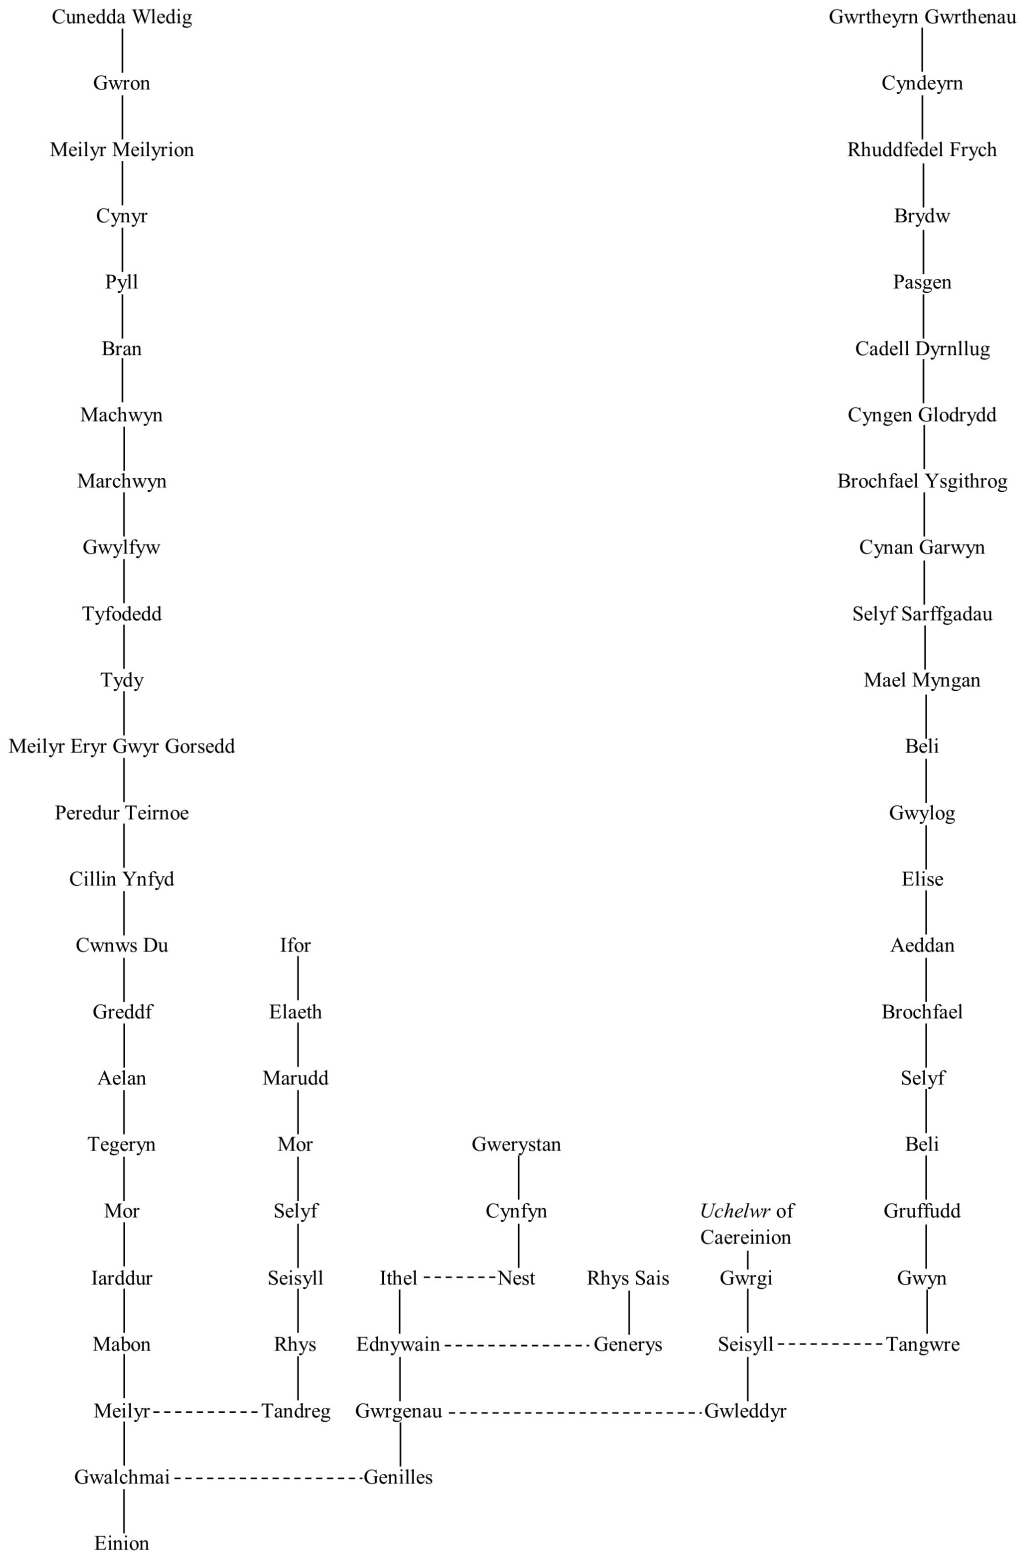 Cunedda Wledig
Gwrtheyrn Gwrthenau
Gwron
Cyndeyrn
Meilyr Meilyrion
Rhuddfedel Frych
Cynyr
Brydw
Pyll
Pasgen
Bran
Cadell Dyrnllug
Machwyn
Cyngen Glodrydd
Marchwyn
Brochfael Ysgithrog
Gwylfyw
Cynan Garwyn
Tyfodedd
Selyf Sarffgadau
Tydy
Mael Myngan
Meilyr Eryr Gwyr Gorsedd
Beli
Peredur Teirnoe
Gwylog
Cillin Ynfyd
Elise
Cwnws Du
Ifor
Aeddan
Greddf
Elaeth
Brochfael
Aelan
Marudd
Selyf
Tegeryn
Mor
Gwerystan
Beli
Mor
Selyf
Cynfyn
Uchelwr of
Caereinion
Gruffudd
Iarddur
Seisyll
Ithel
Nest
Rhys Sais
Gwrgi
Gwyn
Mabon
Rhys
Ednywain
Generys
Seisyll
Tangwre
Meilyr
Tandreg
Gwrgenau
Gwleddyr
Gwalchmai
Genilles
Einion